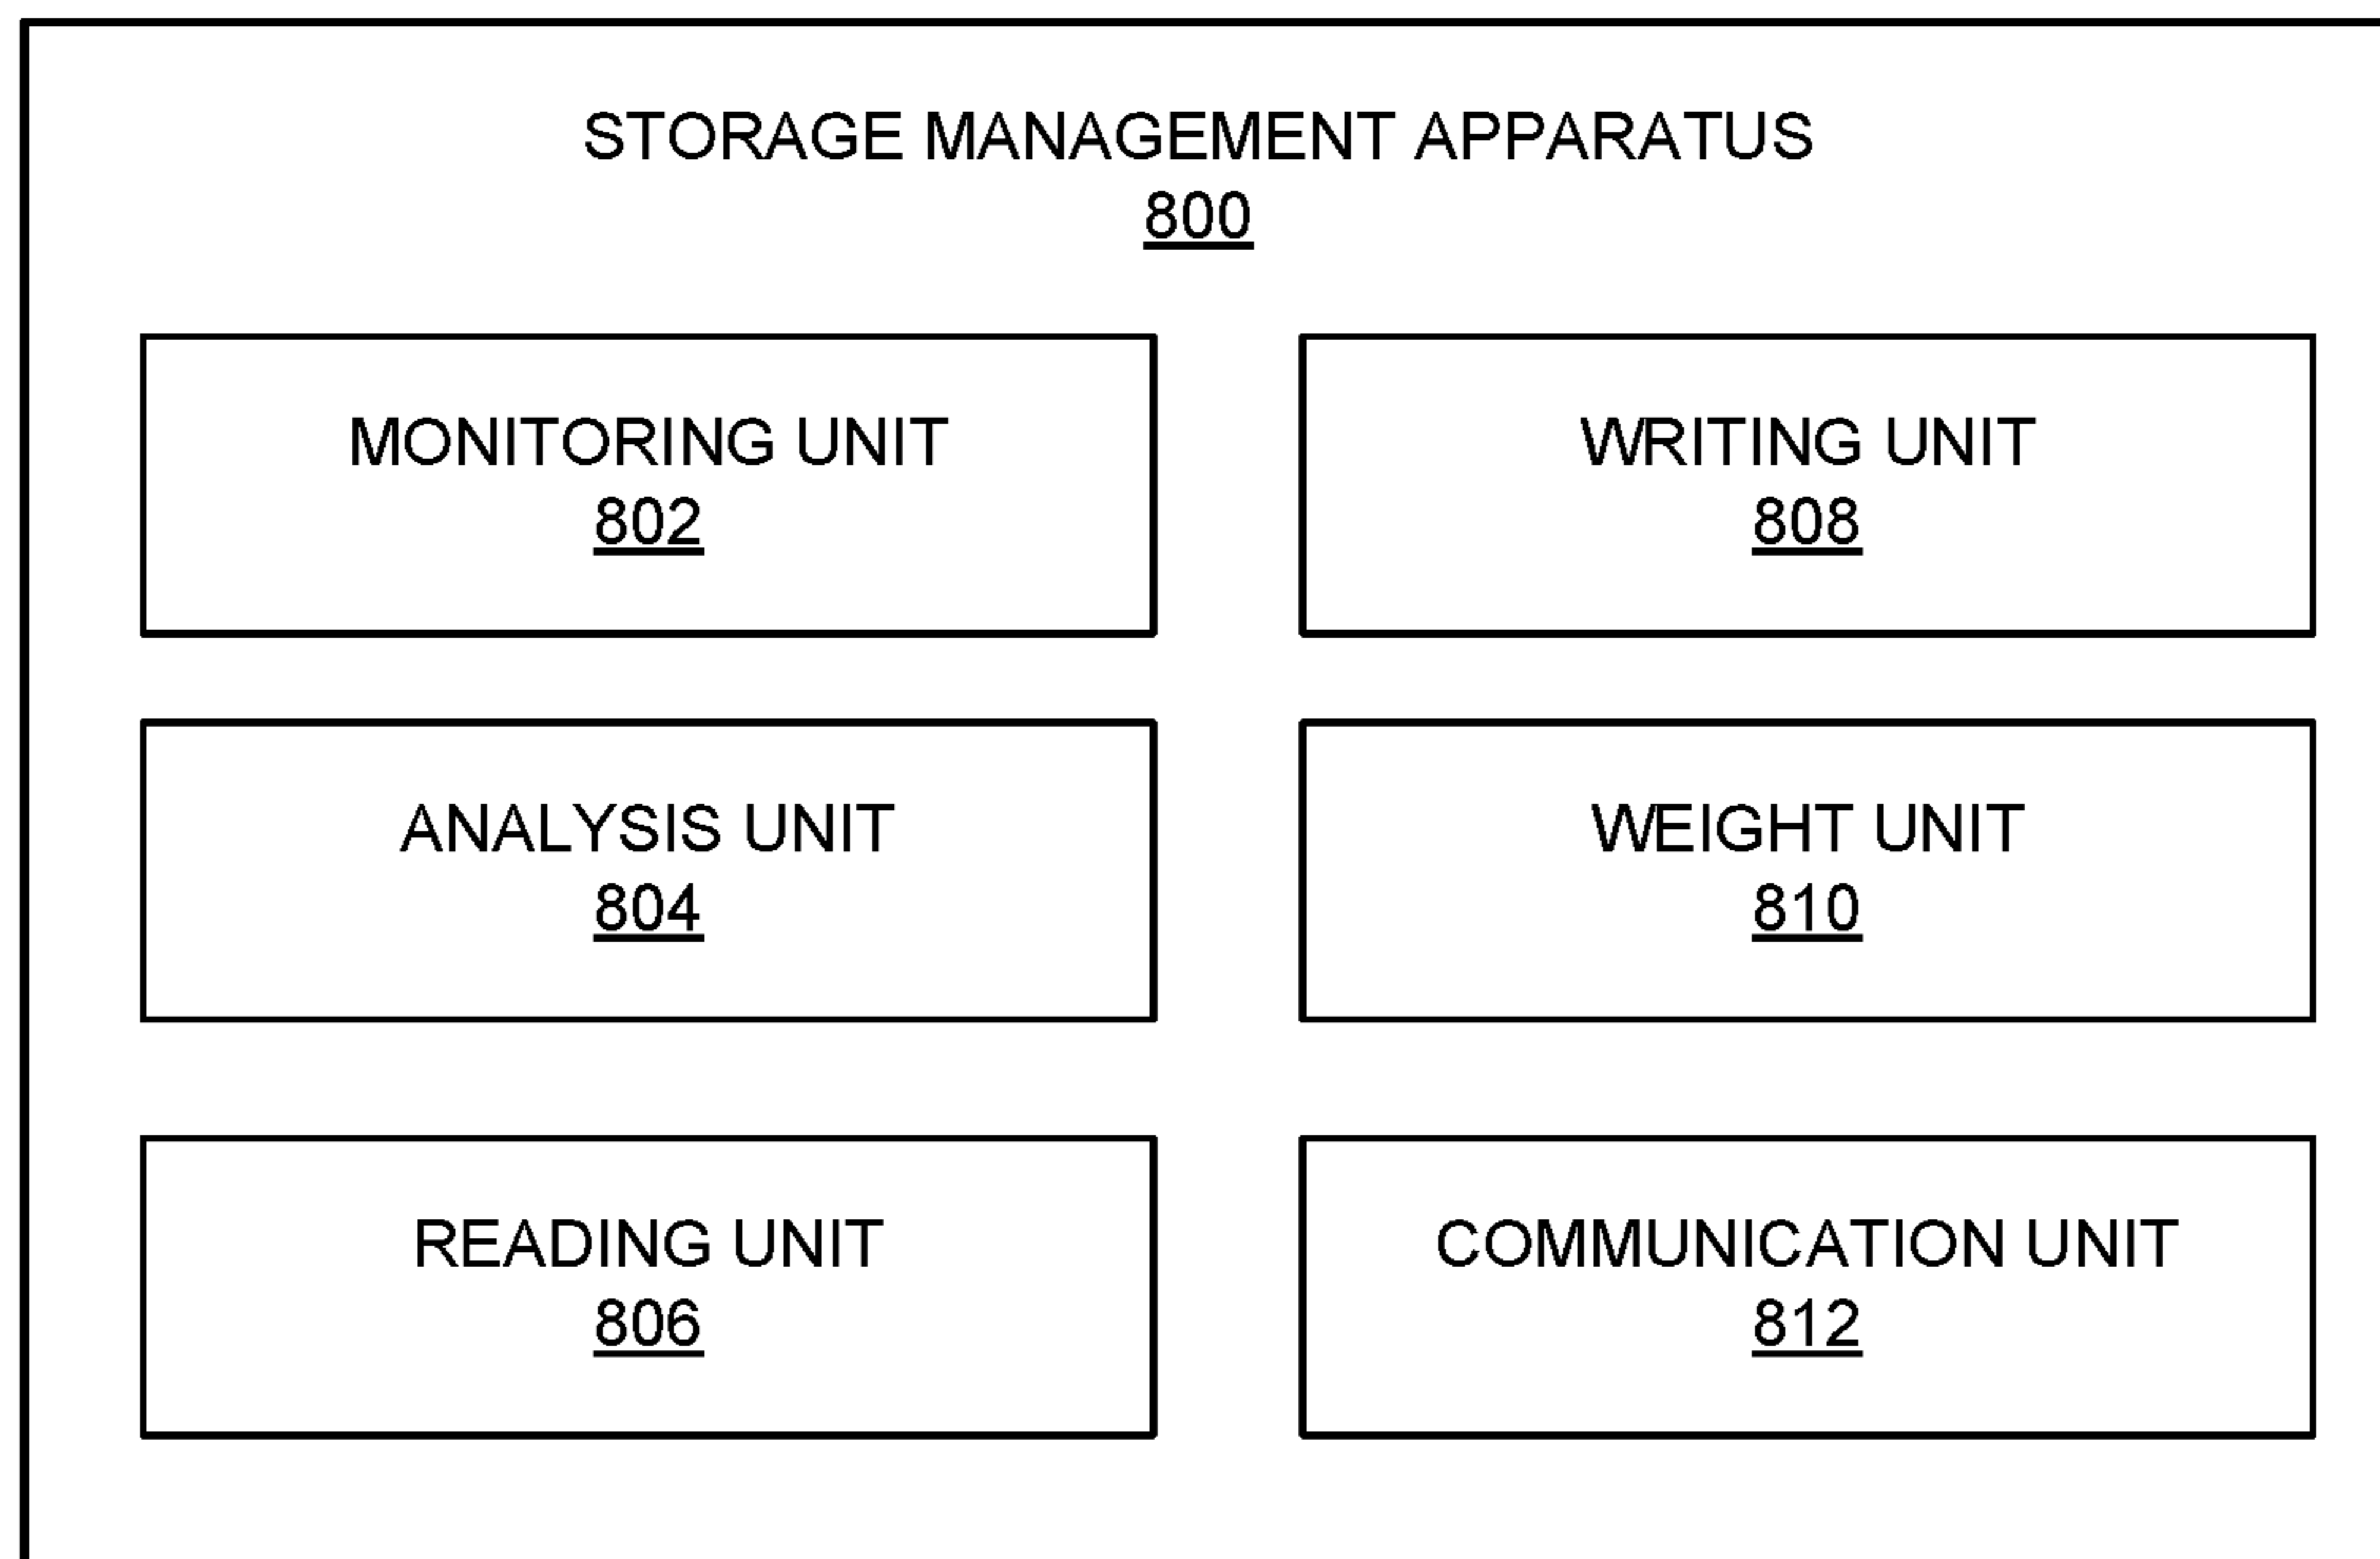 STORAGE MANAGEMENT APPARATUS
800
MONITORING UNIT
802
WRITING UNIT
808
ANALYSIS UNIT
804
WEIGHT UNIT
810
READING UNIT
806
COMMUNICATION UNIT
812